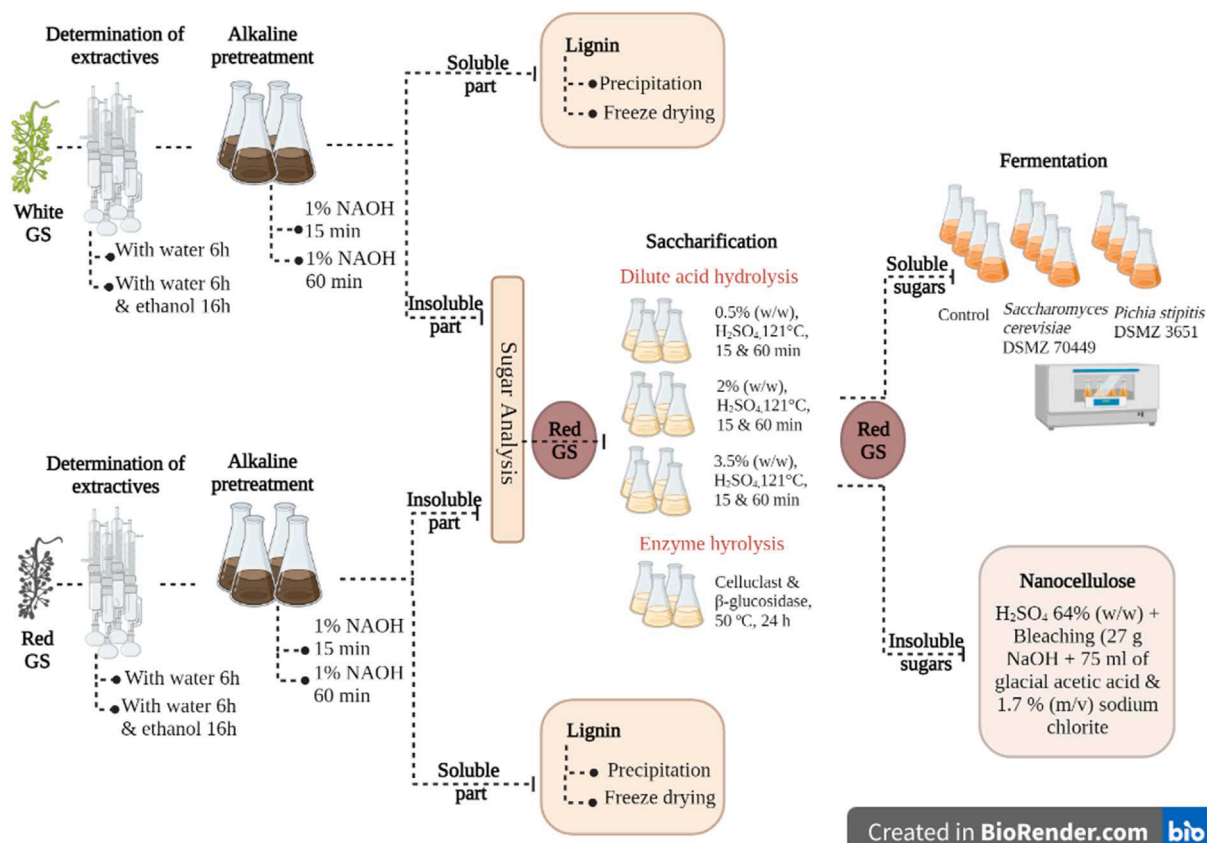 Determination of
extractives
Alkaline
pretreatment
White
GS
With water 6h
With water 6h
& ethanol 16h
1% NAOH
15 min
1% NAOH
60 min
Soluble
part
Lignin
Precipitation
Freeze drying
Insoluble
part
Sugar Analysis
Determination of
extractives
Alkaline
pretreatment
Red
GS
With water 6h
With water 6h
& ethanol 16h
1% NAOH
15 min
1% NAOH
60 min
Insoluble
part
Soluble
part
Lignin
Precipitation
Freeze drying
Red
GS
Saccharification
Dilute acid hydrolysis
0.5% (w/w),
H₂SO₄,121°C,
15 & 60 min
2% (w/w),
H₂SO₄,121°C,
15 & 60 min
3.5% (w/w),
H₂SO₄,121°C,
15 & 60 min
Enzyme hyrolysis
Celluclast &
β-glucosidase,
50 ºC, 24 h
Red
GS
Soluble
sugars
Fermentation
Control
Saccharomyces
cerevisiae
DSMZ 70449
Pichia stipitis
DSMZ 3651
Insoluble
sugars
Nanocellulose
H₂SO₄ 64% (w/w) +
Bleaching (27 g
NaOH + 75 ml of
glacial acetic acid &
1.7 % (m/v) sodium
chlorite
Created in BioRender.com bio